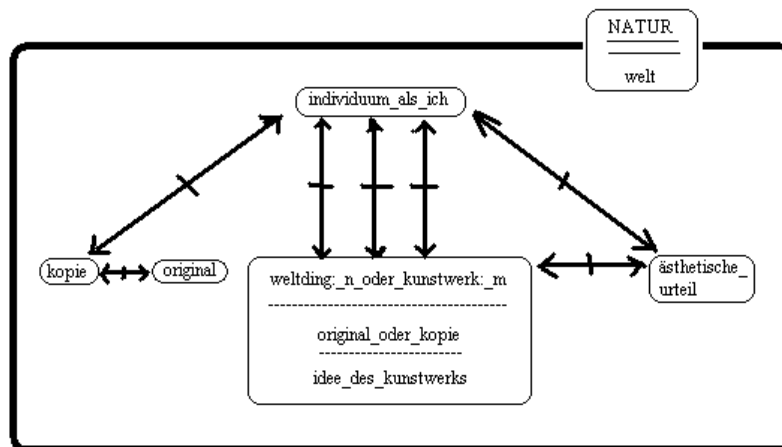 NATUR
welt
individuum_als_ich
kopie
original
weltding:_n_oder_kunstwerk:_m
original_oder_kopie
idee_des_kunstwerks
ästhetische_
urteil